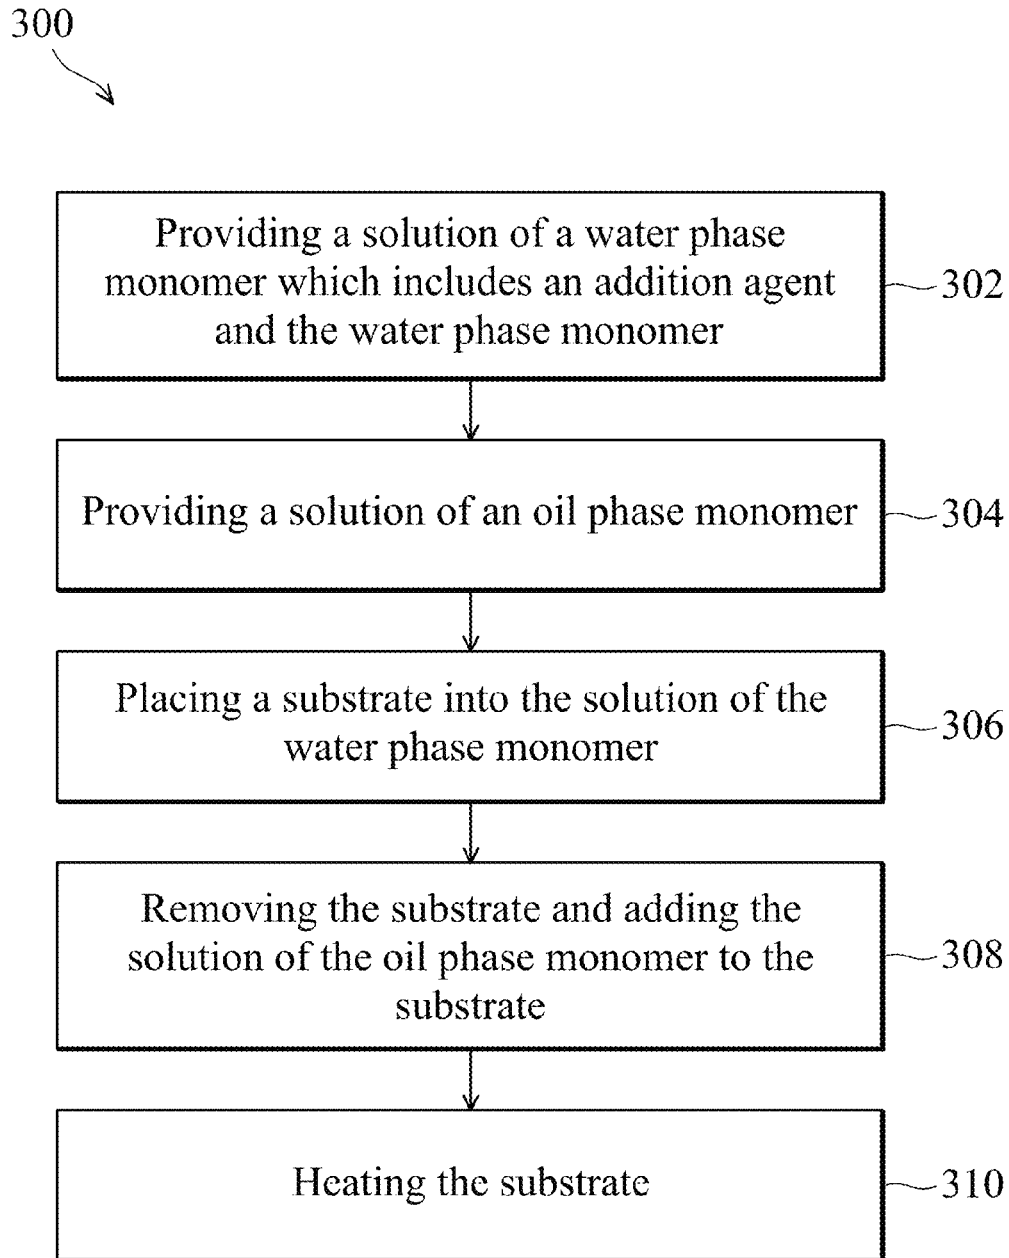 300
Providing a solution of a water phase
monomer which includes an addition agent
and the water phase monomer
302
Providing a solution of an oil phase monomer
304
Placing a substrate into the solution of the
water phase monomer
306
Removing the substrate and adding the
solution of the oil phase monomer to the
substrate
308
Heating the substrate
310